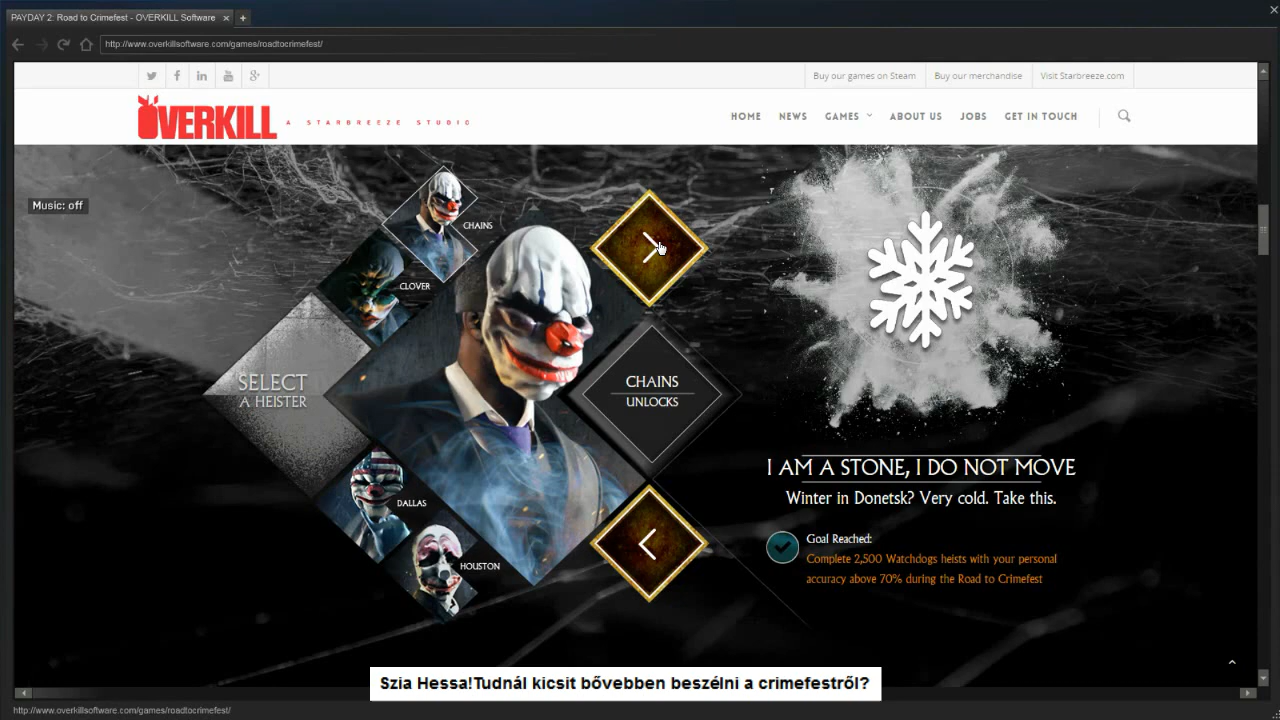 PAYDAY 2: Road to Crimefest - OVERKILL Software
http://www.overkillsoftware.com/games/roadtocrimefest/
Buy our games on Steam
Buy our merchandise
Visit Starbreeze.com
OVERKILL
A STARBREEZE STUDIO
HOME
NEWS
GAMES
ABOUT US
JOBS
GET IN TOUCH
Music: off
CHAINS
CLOVER
SELECT
A HEISTER
CHAINS
UNLOCKS
DALLAS
HOUSTON
I AM A STONE, I DO NOT MOVE
Winter in Donetsk? Very cold. Take this.
Goal Reached:
Complete 2,500 Watchdogs heists with your personal
accuracy above 70% during the Road to Crimefest
Szia Hessa!Tudnál kicsit bővebben beszélni a crimefestről?
http://www.overkillsoftware.com/games/roadtocrimefest/